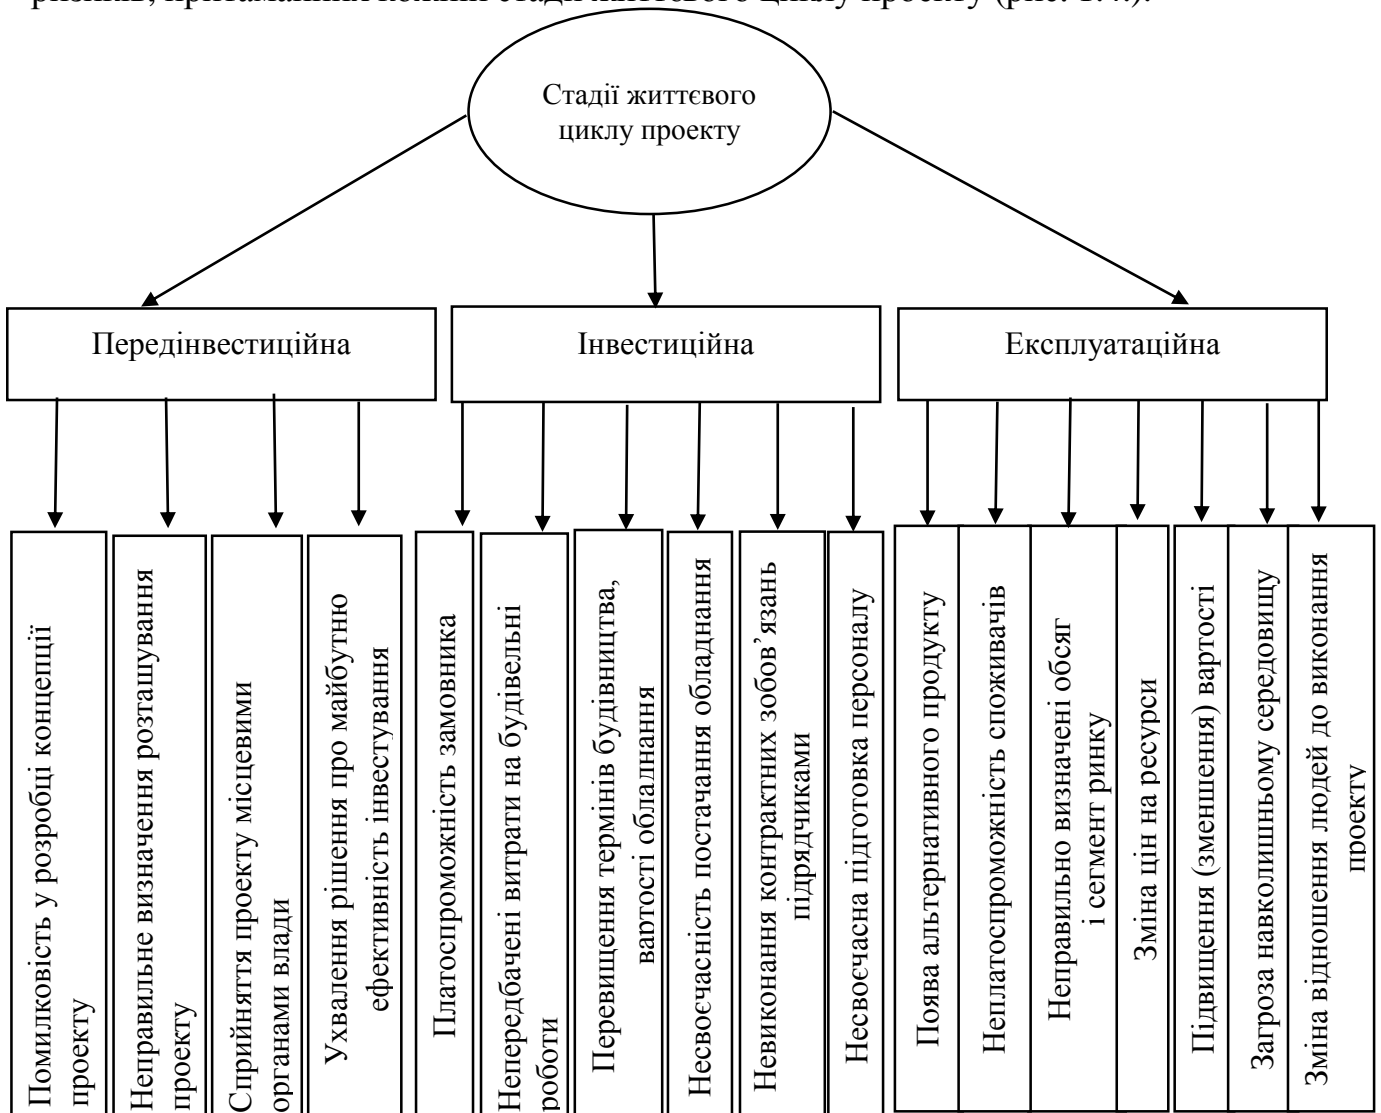 ризиків, притаманних кожній стадії життєвого циклу проекту (рис. 1.4.).
Стадії життєвого
циклу проекту
Передінвестиційна
Інвестиційна
Експлуатаційна
Помилковість у розробці концепції
проекту
Неправильне визначення розташування
проекту
Сприйняття проекту місцевими
органами влади
Ухвалення рішення про майбутню
ефективність інвестування
Платоспроможність замовника
Непередбачені витрати на будівельні
роботи
Перевищення термінів будівництва,
вартості обладнання
Несвоєчасність постачання обладнання
Невиконання контрактних зобов’язань
підрядчиками
Несвоєчасна підготовка персоналу
Поява альтернативного продукту
Неплатоспроможність споживачів
Неправильно визначені обсяг
і сегмент ринку
Зміна цін на ресурси
Підвищення (зменшення) вартості
Загроза навколишньому середовищу
Зміна відношення людей до виконання
проекту